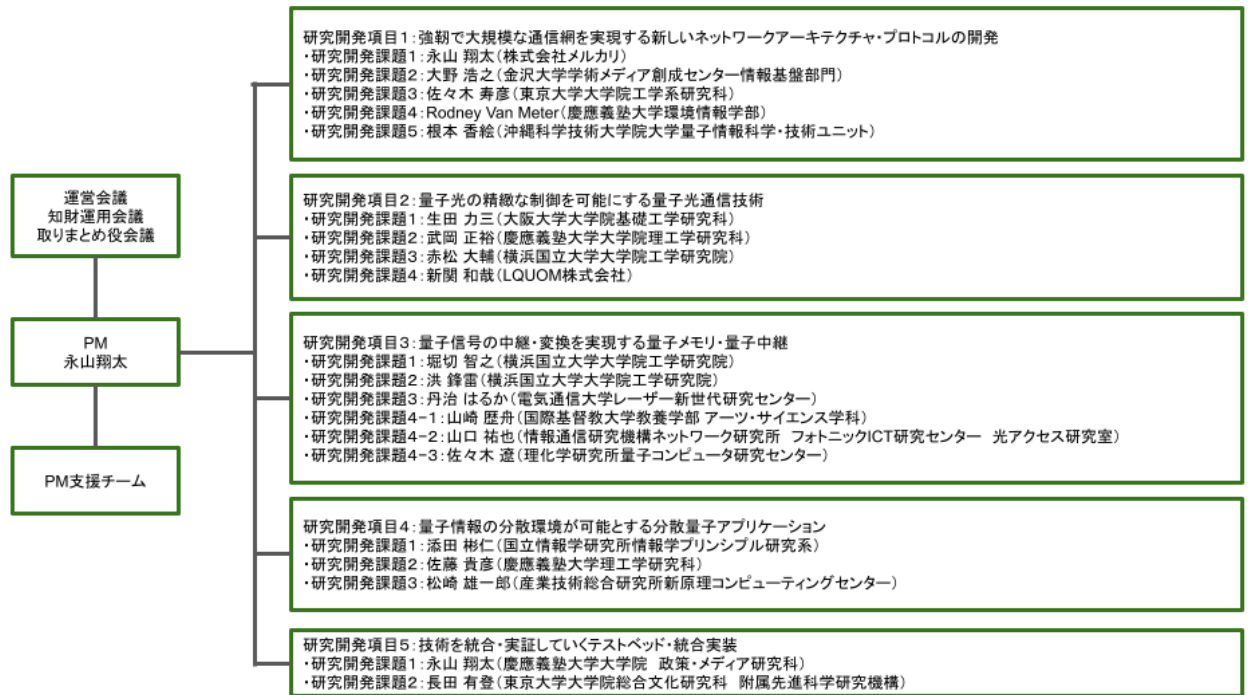 運営会議
知財運用会議
取りまとめ役会議
PM
永山翔太
PM支援チーム
研究開発項目1:強靭で大規模な通信網を実現する新しいネットワークアーキテクチャ・プロトコルの開発
・研究開発課題1:永山 翔太(株式会社メルカリ)
・研究開発課題2:大野 浩之(金沢大学学術メディア創成センター情報基盤部門)
・研究開発課題3:佐々木 寿彦(東京大学大学院工学系研究科)
・研究開発課題4:Rodney Van Meter(慶應義塾大学環境情報学部)
・研究開発課題5:根本 香絵(沖縄科学技術大学院大学量子情報科学・技術ユニット)
研究開発項目2:量子光の精緻な制御を可能にする量子光通信技術
・研究開発課題1:生田 力三(大阪大学大学院基礎工学研究科)
・研究開発課題2:武岡 正裕(慶應義塾大学大学院理工学研究科)
・研究開発課題3:赤松 大輔(横浜国立大学大学院工学研究院)
・研究開発課題4:新関 和哉(LQUOM株式会社)
研究開発項目3:量子信号の中継・変換を実現する量子メモリ・量子中継
・研究開発課題1:堀切 智之(横浜国立大学大学院工学研究院)
・研究開発課題2:洪 鋒雷(横浜国立大学大学院工学研究院)
・研究開発課題3:丹治 はるか(電気通信大学レーザー新世代研究センター)
・研究開発課題4-1:山崎 歴舟(国際基督教大学教養学部 アーツ・サイエンス学科)
・研究開発課題4-2:山口 祐也(情報通信研究機構ネットワーク研究所 フォトニックICT研究センター 光アクセス研究室)
・研究開発課題4-3:佐々木 遼(理化学研究所量子コンピュータ研究センター)
研究開発項目4:量子情報の分散環境が可能とする分散量子アプリケーション
・研究開発課題1:添田 彬仁(国立情報学研究所情報学プリンシプル研究系)
・研究開発課題2:佐藤 貴彦(慶應義塾大学理工学研究科)
・研究開発課題3:松崎 雄一郎(産業技術総合研究所新原理コンピューティングセンター)
研究開発項目5:技術を統合・実証していくテストベッド・統合実装
・研究開発課題1:永山 翔太(慶應義塾大学大学院 政策・メディア研究科)
・研究開発課題2:長田 有登(東京大学大学院総合文化研究科 附属先進科学研究機構)